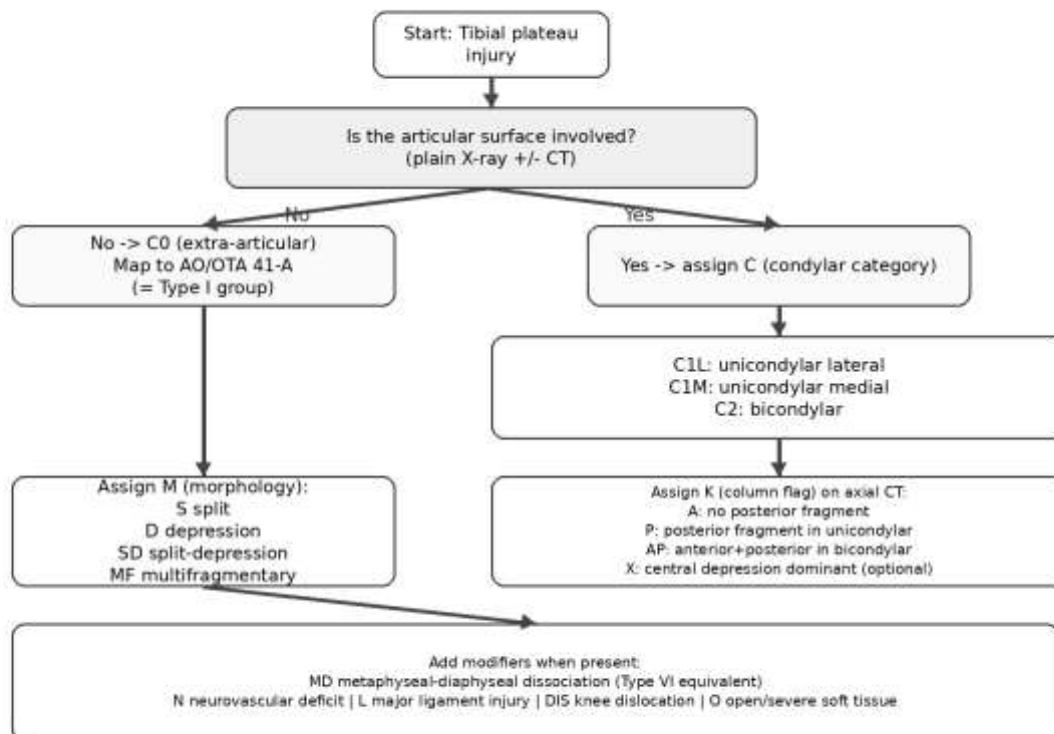 Start: Tibial plateau
injury
Is the articular surface involved?
(plain X-ray +/- CT)
No
Yes
No -> C0 (extra-articular)
Map to AO/OTA 41-A
(= Type I group)
Yes -> assign C (condylar category)
C1L: unicondylar lateral
C1M: unicondylar medial
C2: bicondylar
Assign M (morphology):
S split
D depression
SD split-depression
MF multifragmentary
Assign K (column flag) on axial CT:
A: no posterior fragment
P: posterior fragment in unicondylar
AP: anterior+posterior in bicondylar
X: central depression dominant (optional)
Add modifiers when present:
MD metaphyseal-diaphyseal dissociation (Type VI equivalent)
N neurovascular deficit | L major ligament injury | DIS knee dislocation | O open/severe soft tissue